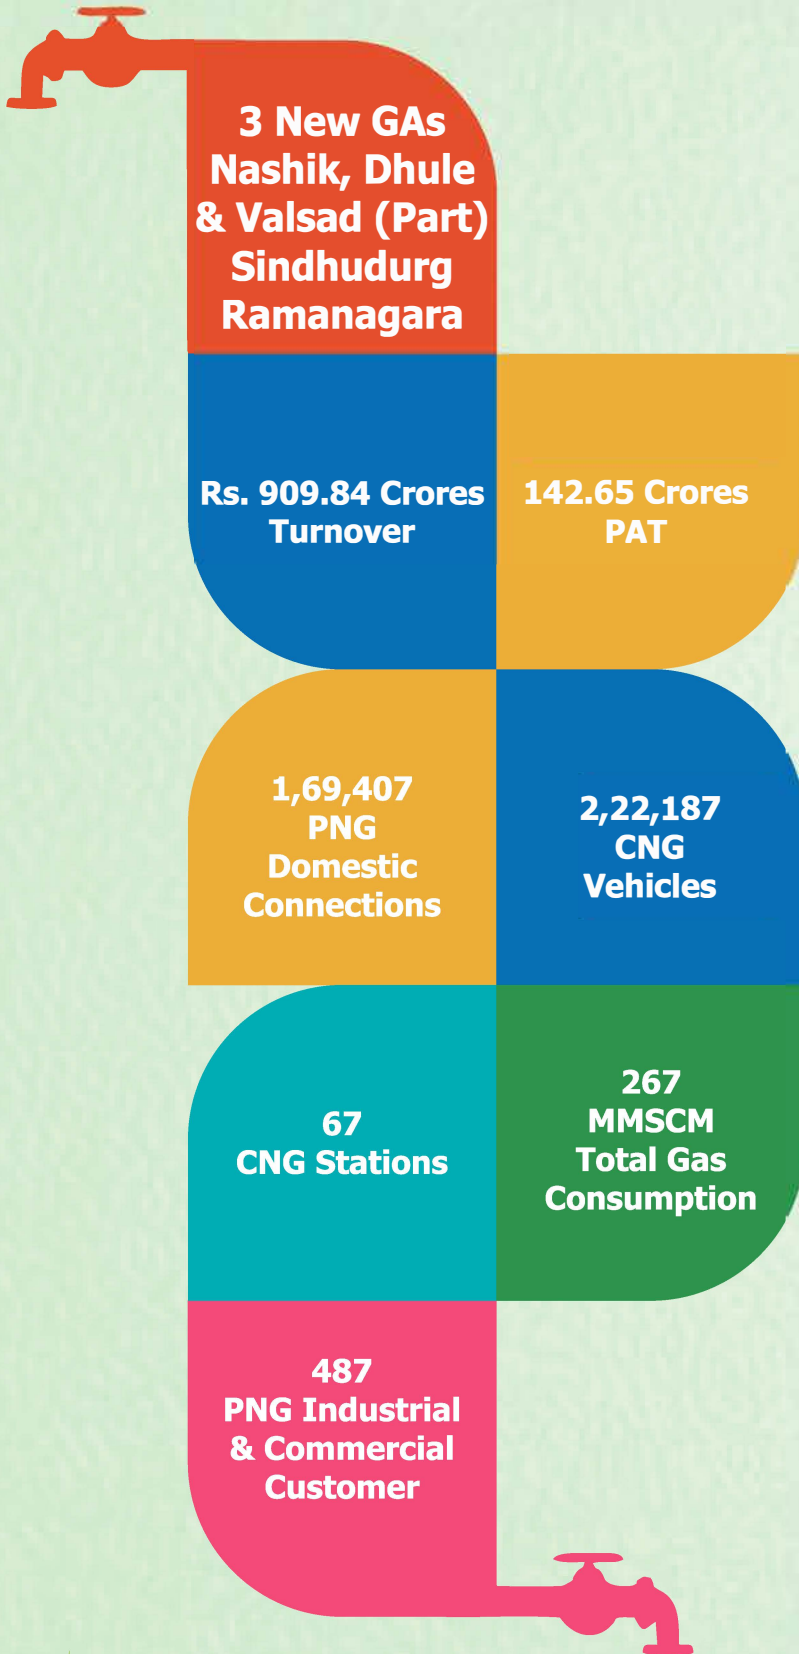 3 New GAs
Nashik, Dhule
& Valsad (Part)
Sindhudurg
Ramanagara
Rs. 909.84 Crores
Turnover
142.65 Crores
PAT
1,69,407
PNG
Domestic
Connections
2,22,187
CNG
Vehicles
67
CNG Stations
267
MMSCM
Total Gas
Consumption
487
PNG Industrial
& Commercial
Customer